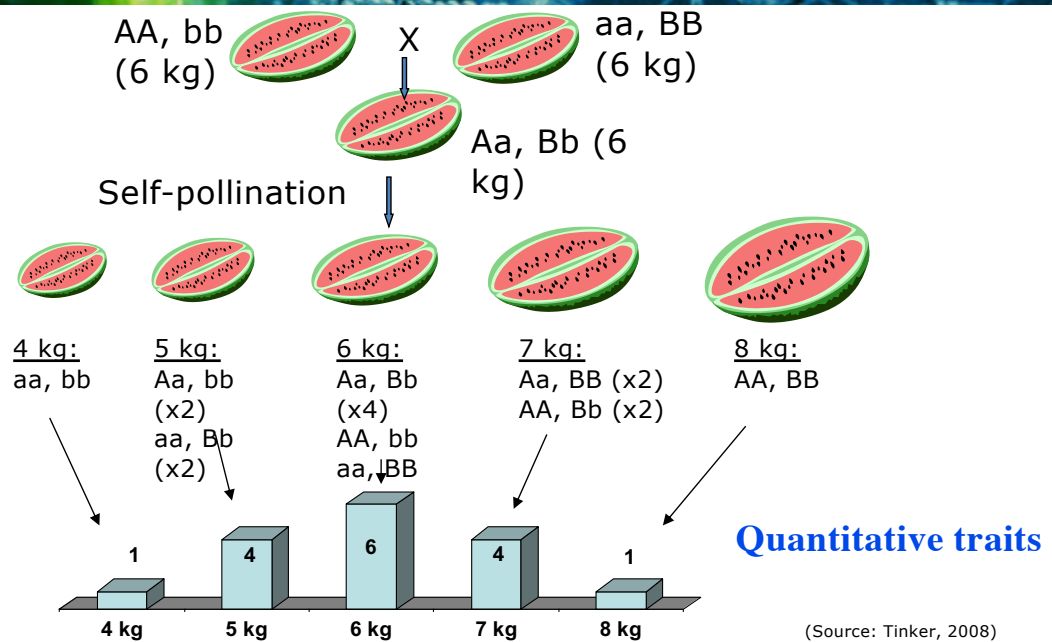 AA, bb
(6 kg)
X
aa, BB
(6 kg)
Aa, Bb (6
kg)
Self-pollination
4 kg:
aa, bb
5 kg:
Aa, bb
(x2)
aa, Bb
(x2)
6 kg:
Aa, Bb
(x4)
AA, bb
aa, BB
7 kg:
Aa, BB (x2)
AA, Bb (x2)
8 kg:
AA, BB
1
4
6
4
1
4 kg
5 kg
6 kg
7 kg
8 kg
Quantitative traits
(Source: Tinker, 2008)